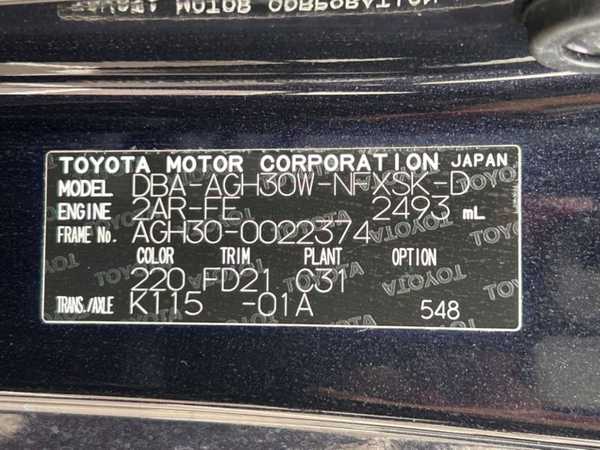 TOYOTA MOTOR CORPORATION JAPAN
MODEL DBA-AGH30W-NFXSK-D
ENGINE 2AR-FE 2493 mL
FRAME No. AGH30-0022374
COLOR TRIM PLANT OPTION
220 FD21 C31
TRANS./AXLE K115 -01A 548